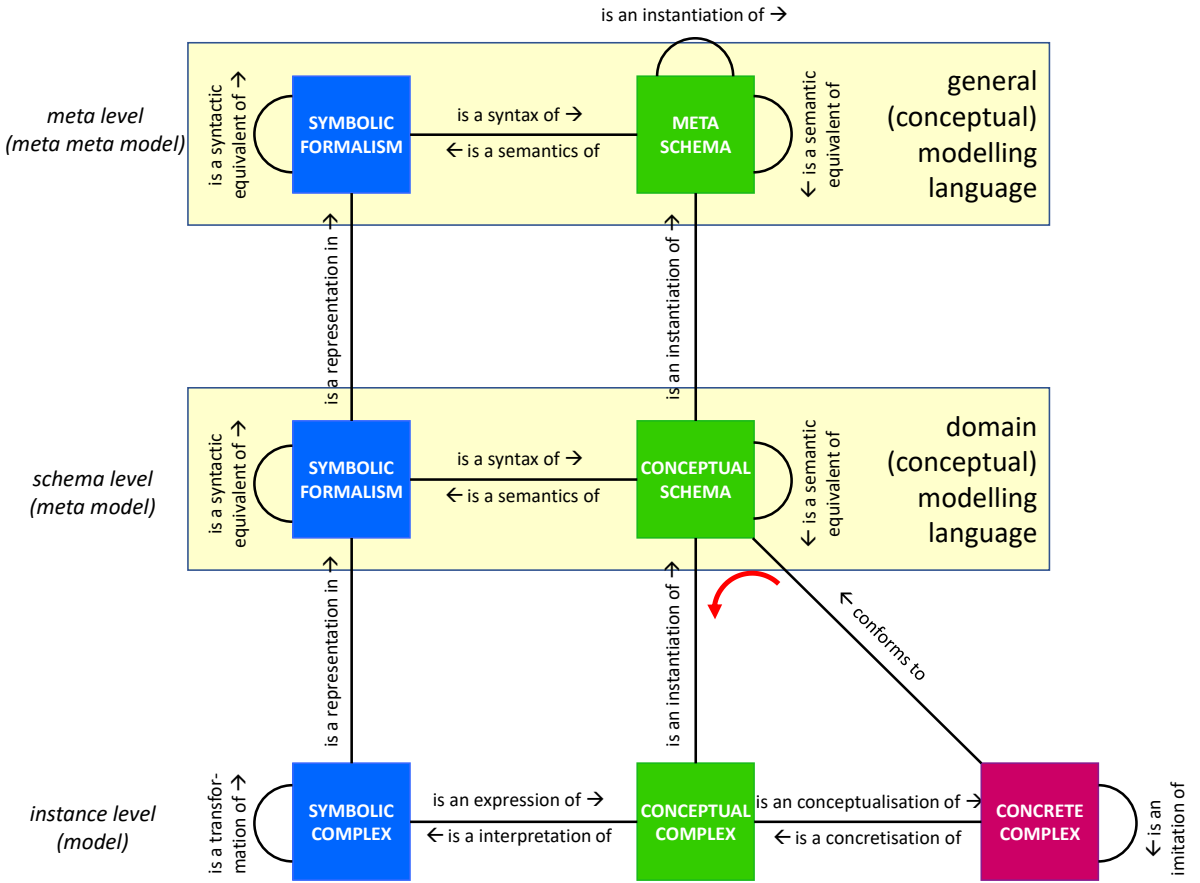 is an instantiation of →
meta level
(meta meta model)
is a syntactic
equivalent of →
SYMBOLIC
FORMALISM
is a syntax of →
← is a semantics of
META
SCHEMA
← is a semantic
equivalent of
general
(conceptual)
modelling
language
is a representation in →
is an instantiation of →
schema level
(meta model)
is a syntactic
equivalent of →
SYMBOLIC
FORMALISM
is a syntax of →
← is a semantics of
CONCEPTUAL
SCHEMA
← is a semantic
equivalent of
domain
(conceptual)
modelling
language
is a representation in →
is an instantiation of →
← conforms to
instance level
(model)
is a transfor-
mation of →
SYMBOLIC
COMPLEX
is an expression of →
← is a interpretation of
CONCEPTUAL
COMPLEX
is an conceptualisation of →
← is a concretisation of
CONCRETE
COMPLEX
← is an
imitation of